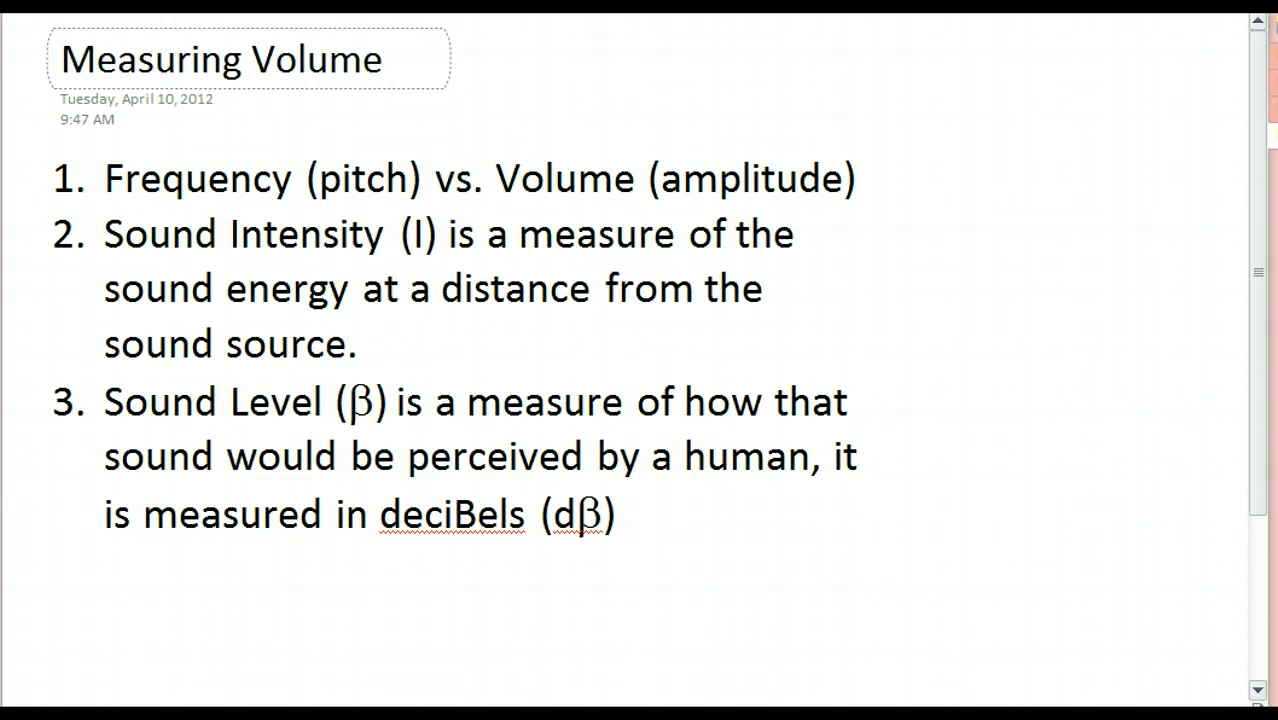 Measuring Volume
Tuesday, April 10, 2012
9:47 AM
1. Frequency (pitch) vs. Volume (amplitude)
2. Sound Intensity (I) is a measure of the
sound energy at a distance from the
sound source.
3. Sound Level (β) is a measure of how that
sound would be perceived by a human, it
is measured in deciBels (dβ)